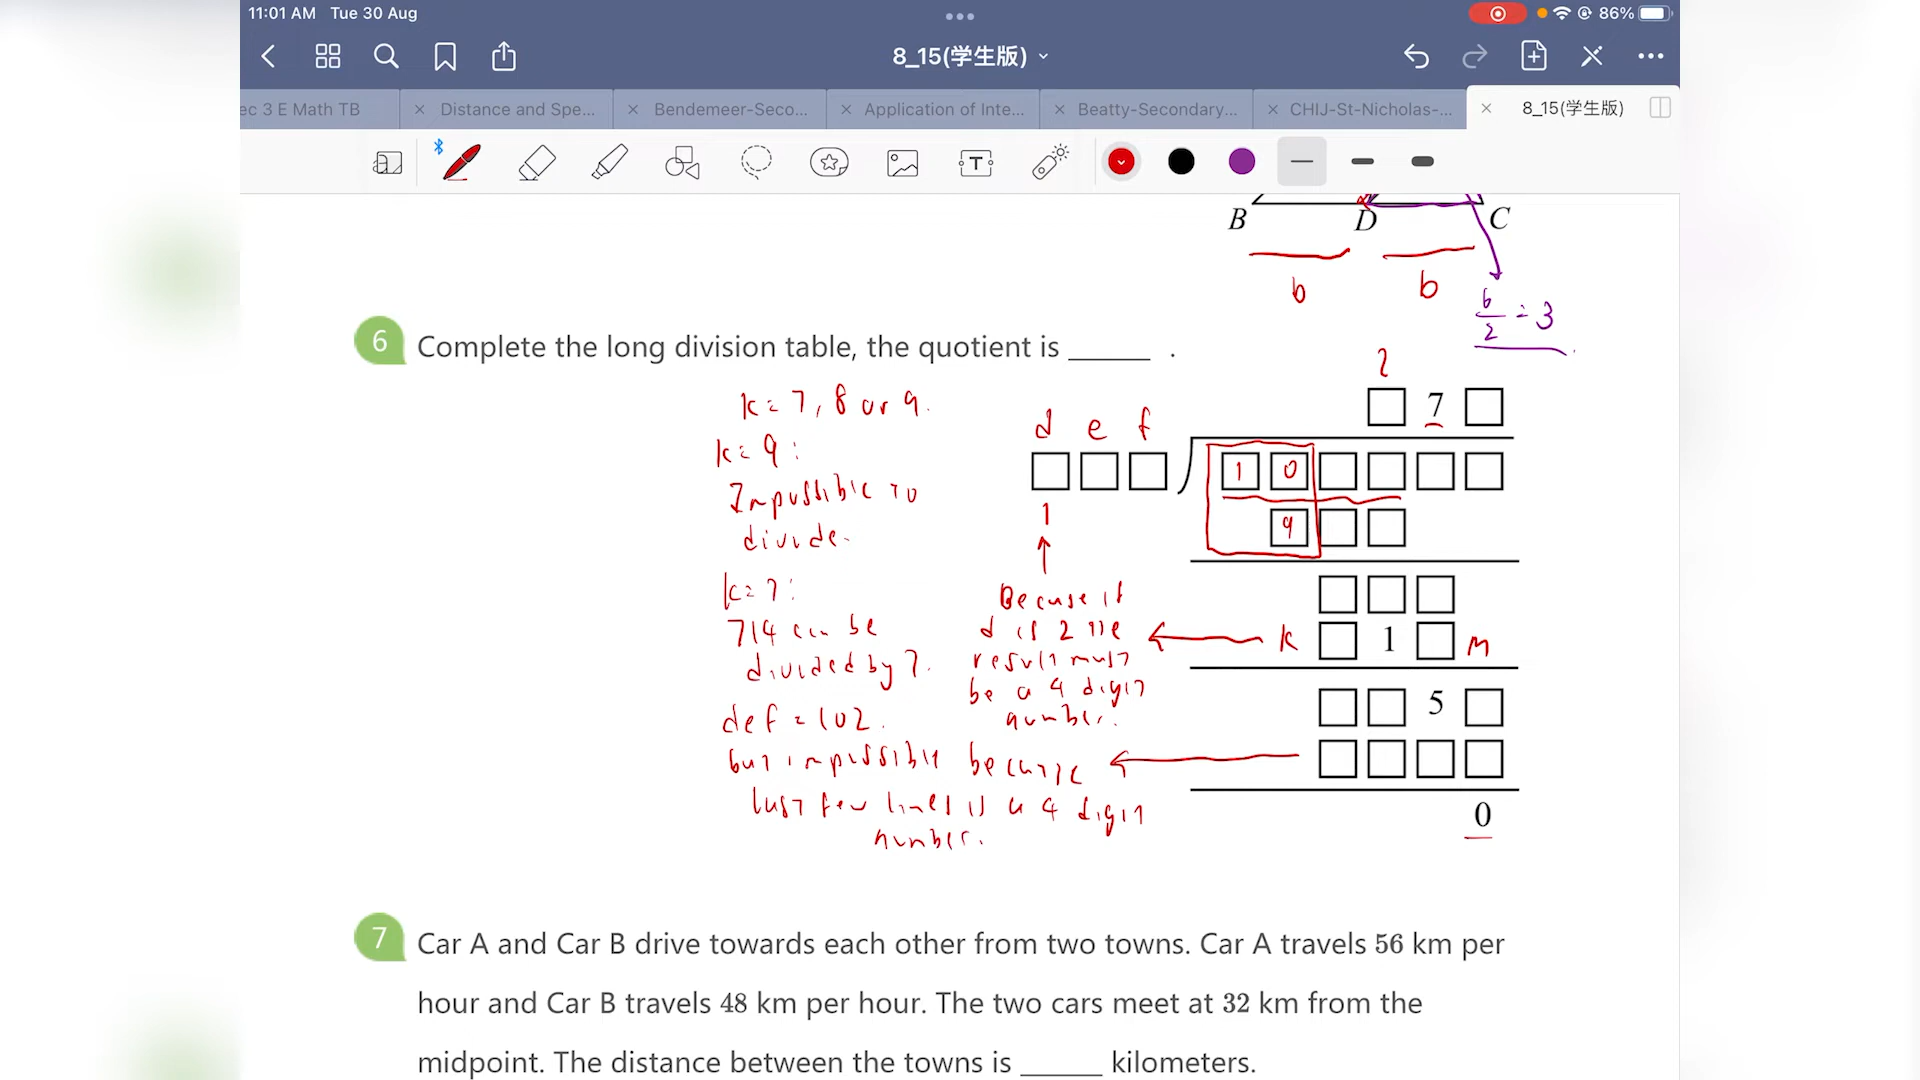 11:01 AM Tue 30 Aug
86%
8_15(学生版)
ec 3 E Math TB
Distance and Spe...
Bendemeer-Seco...
Application of Inte...
Beatty-Secondary...
CHIJ-St-Nicholas-...
8_15(学生版)
B D C
b b
6/2 = 3
6 Complete the long division table, the quotient is ______ .
k = 7, 8 or 9.
k = 9 :
Impossible to
divide.
k = 7 :
714 can be
divided by 7.
def = 102.
but impossible because
last few lines is a 4 digit
number.
d e f
1
Because if
d is 2 the
result must
be a 4 digit
number.
2
7
1 0
9
k 1 m
5
0
7 Car A and Car B drive towards each other from two towns. Car A travels 56 km per
hour and Car B travels 48 km per hour. The two cars meet at 32 km from the
midpoint. The distance between the towns is ______ kilometers.